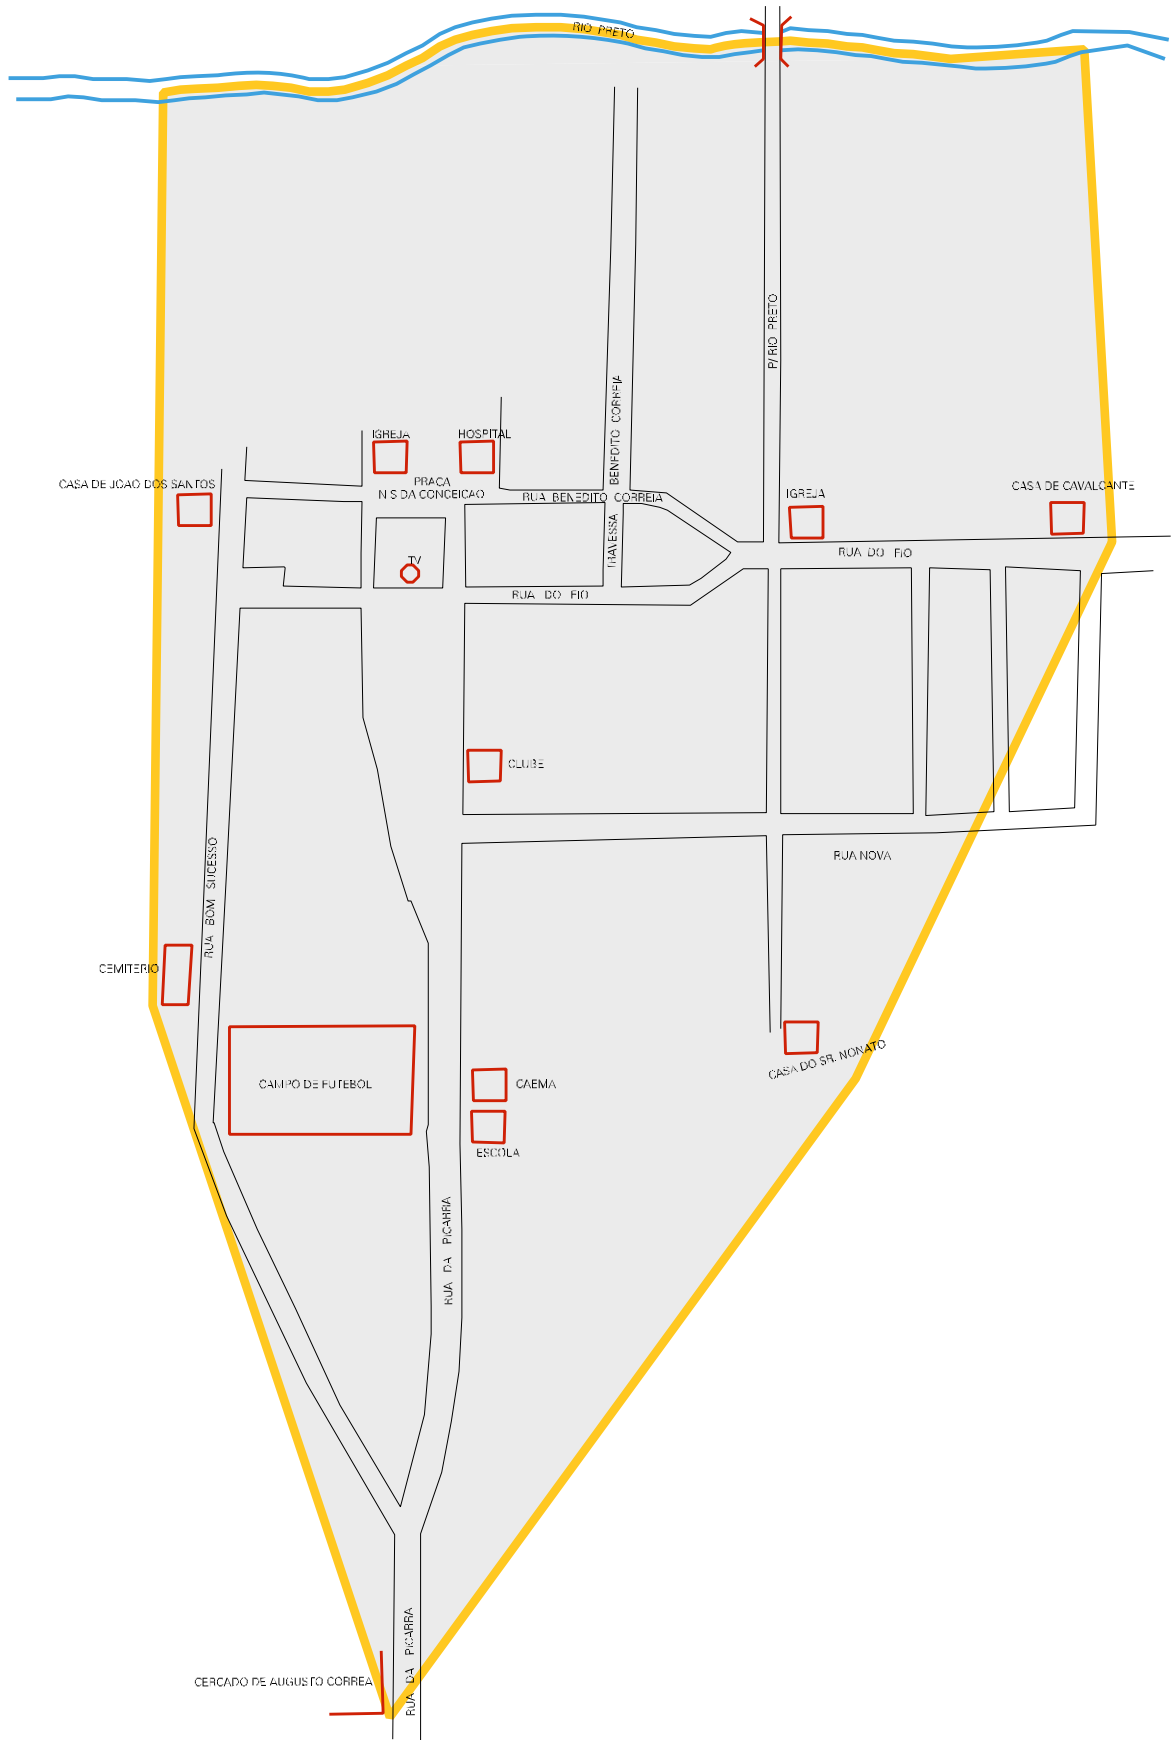 RIO PRETO
P/ RIO PRETO
BENEDITO CORREIA
IGREJA
HOSPITAL
PRACA
N S DA CONCEICAO
CASA DE JOAO DOS SANTOS
RUA BENEDITO CORREIA
IGREJA
CASA DE CAVALCANTE
TRAVESSA
RUA DO FIO
TV
RUA DO FIO
CLUBE
RUA NOVA
RUA BOM SUCESSO
CEMITERIO
CAMPO DE FUTEBOL
CAEMA
CASA DO SR. NONATO
ESCOLA
RUA DA PICARRA
CERCADO DE AUGUSTO CORREA
RUA DA PICARRA